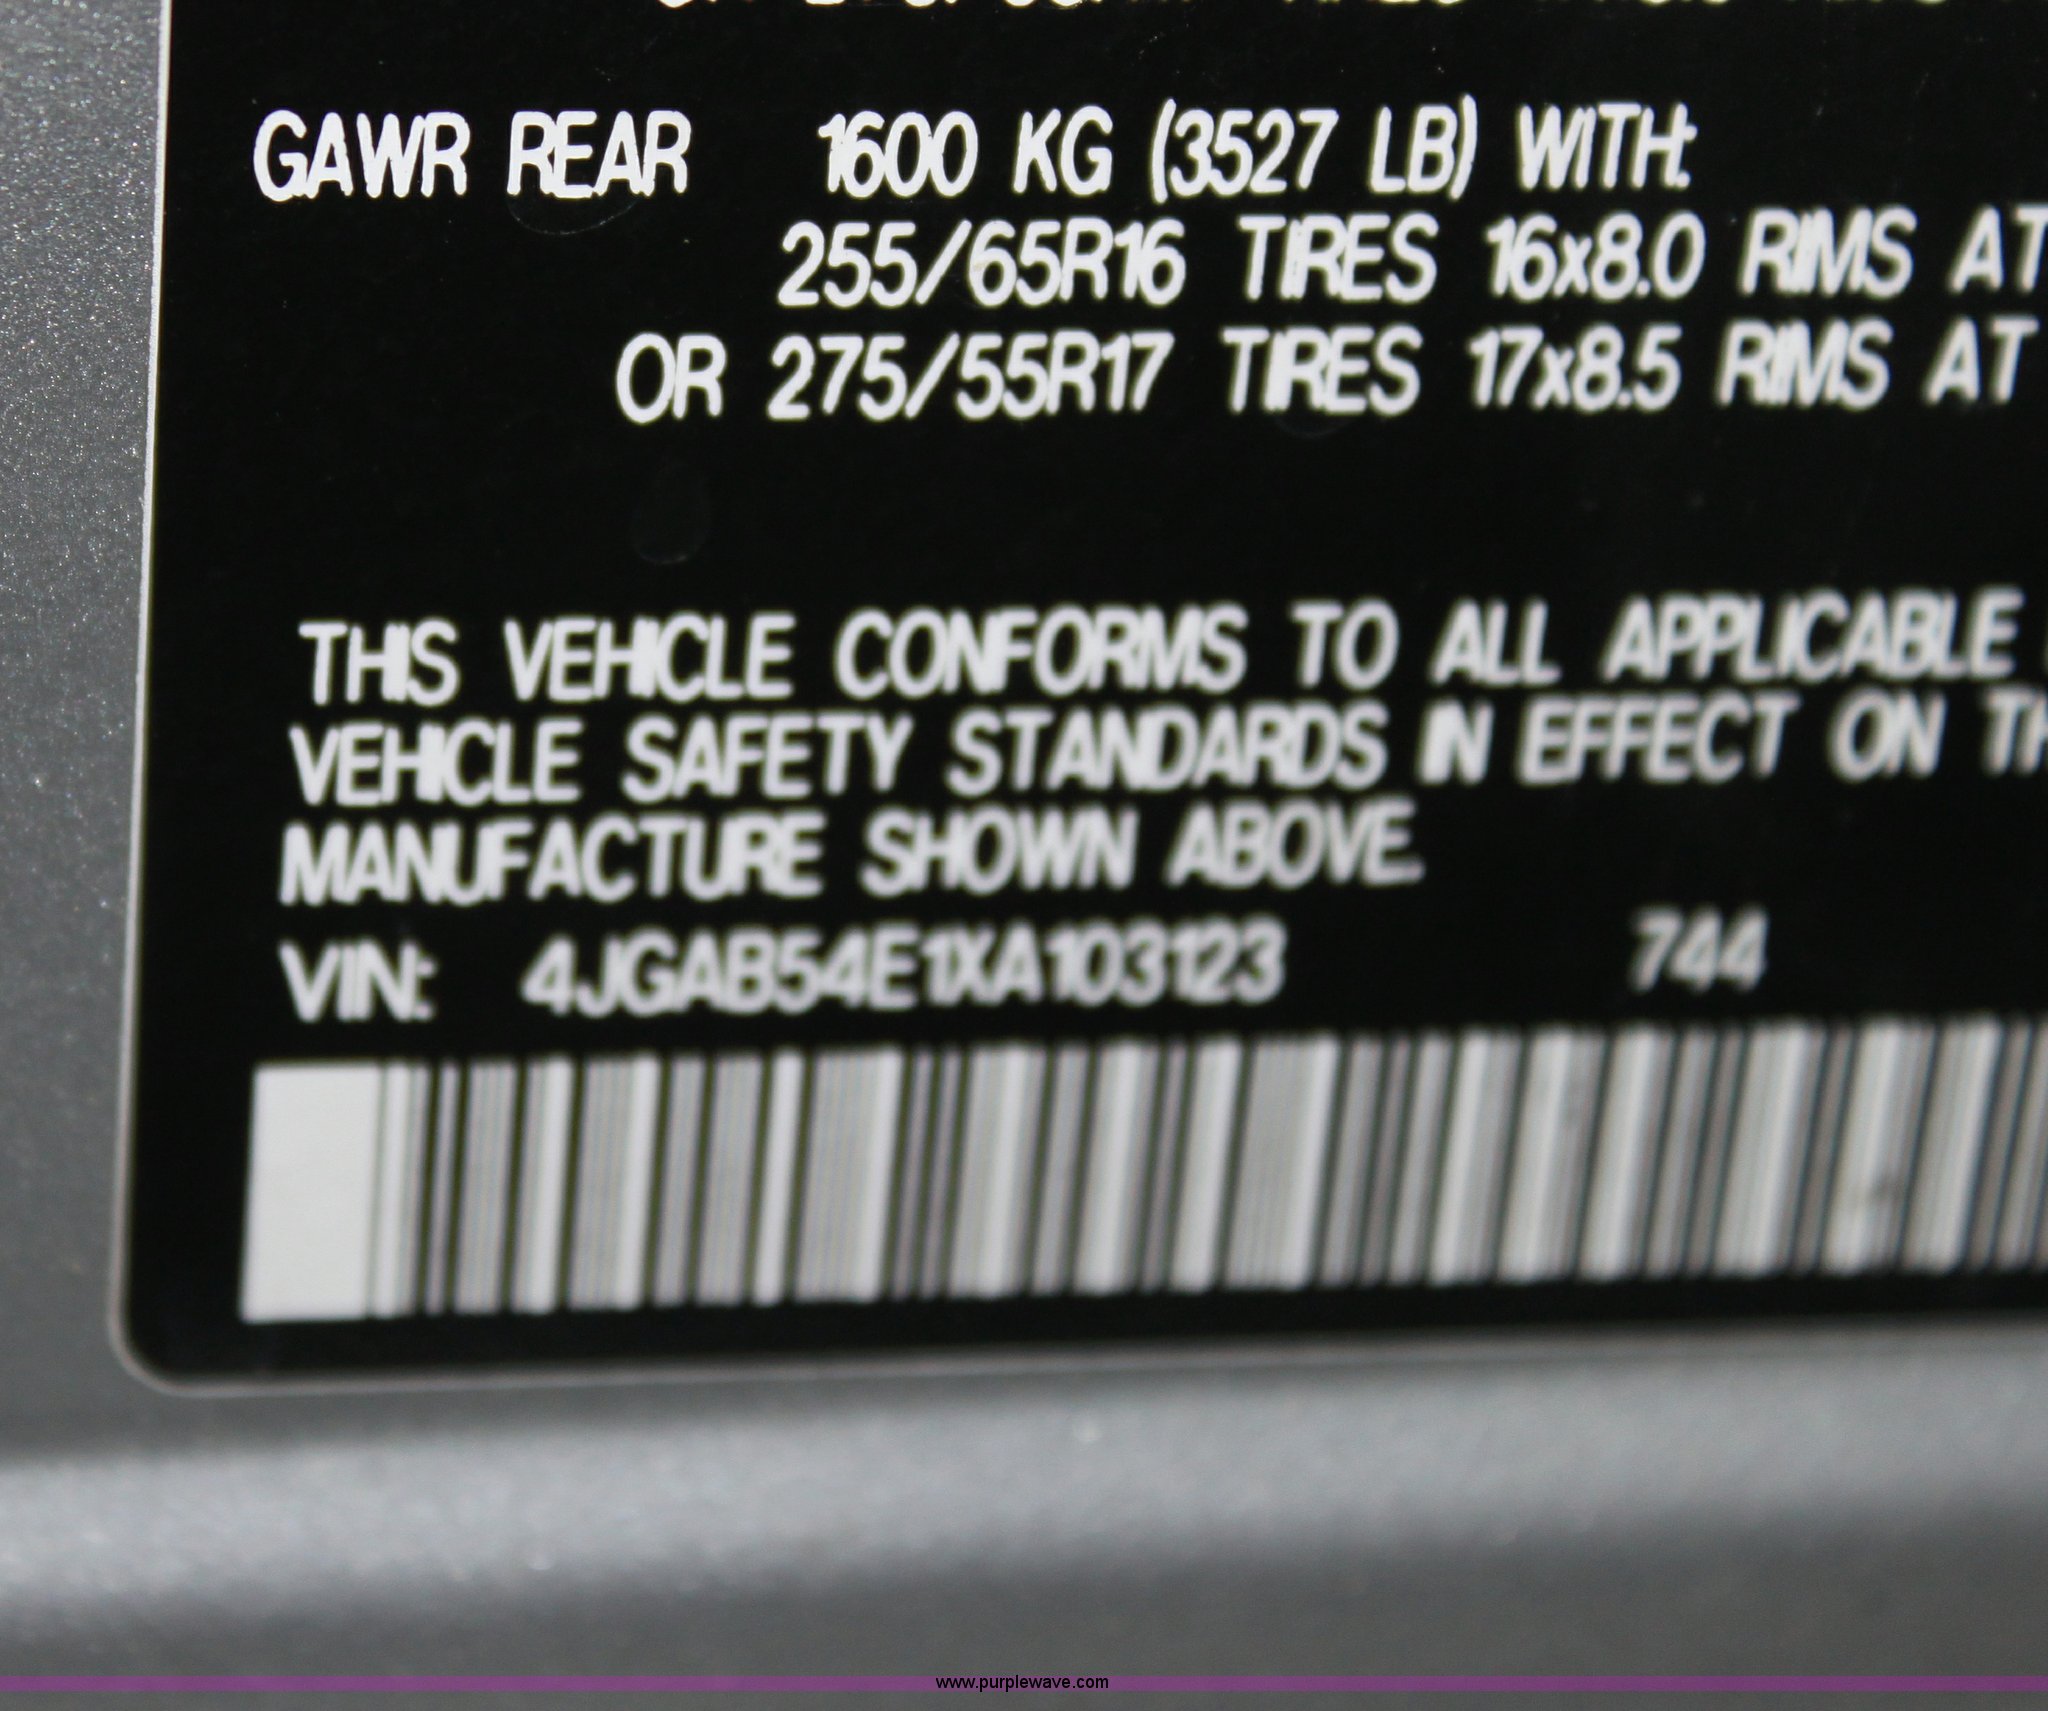 GAWR REAR 1600 KG (3527 LB) WITH:
255/65R16 TIRES 16x8.0 RIMS AT
OR 275/55R17 TIRES 17x8.5 RIMS AT
THIS VEHICLE CONFORMS TO ALL APPLICABLE
VEHICLE SAFETY STANDARDS IN EFFECT ON
MANUFACTURE SHOWN ABOVE.
VIN: 4JGAB54E1XA103123 744
www.purplewave.com